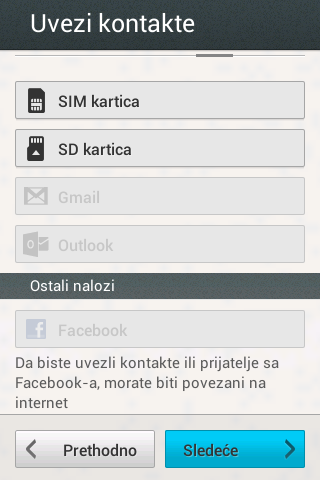 Uvezi kontakte
SIM kartica
SD kartica
Gmail
Outlook
Ostali nalozi
Facebook
Da biste uvezli kontakte ili prijatelje sa
Facebook-a, morate biti povezani na
internet
Prethodno
Sledeće